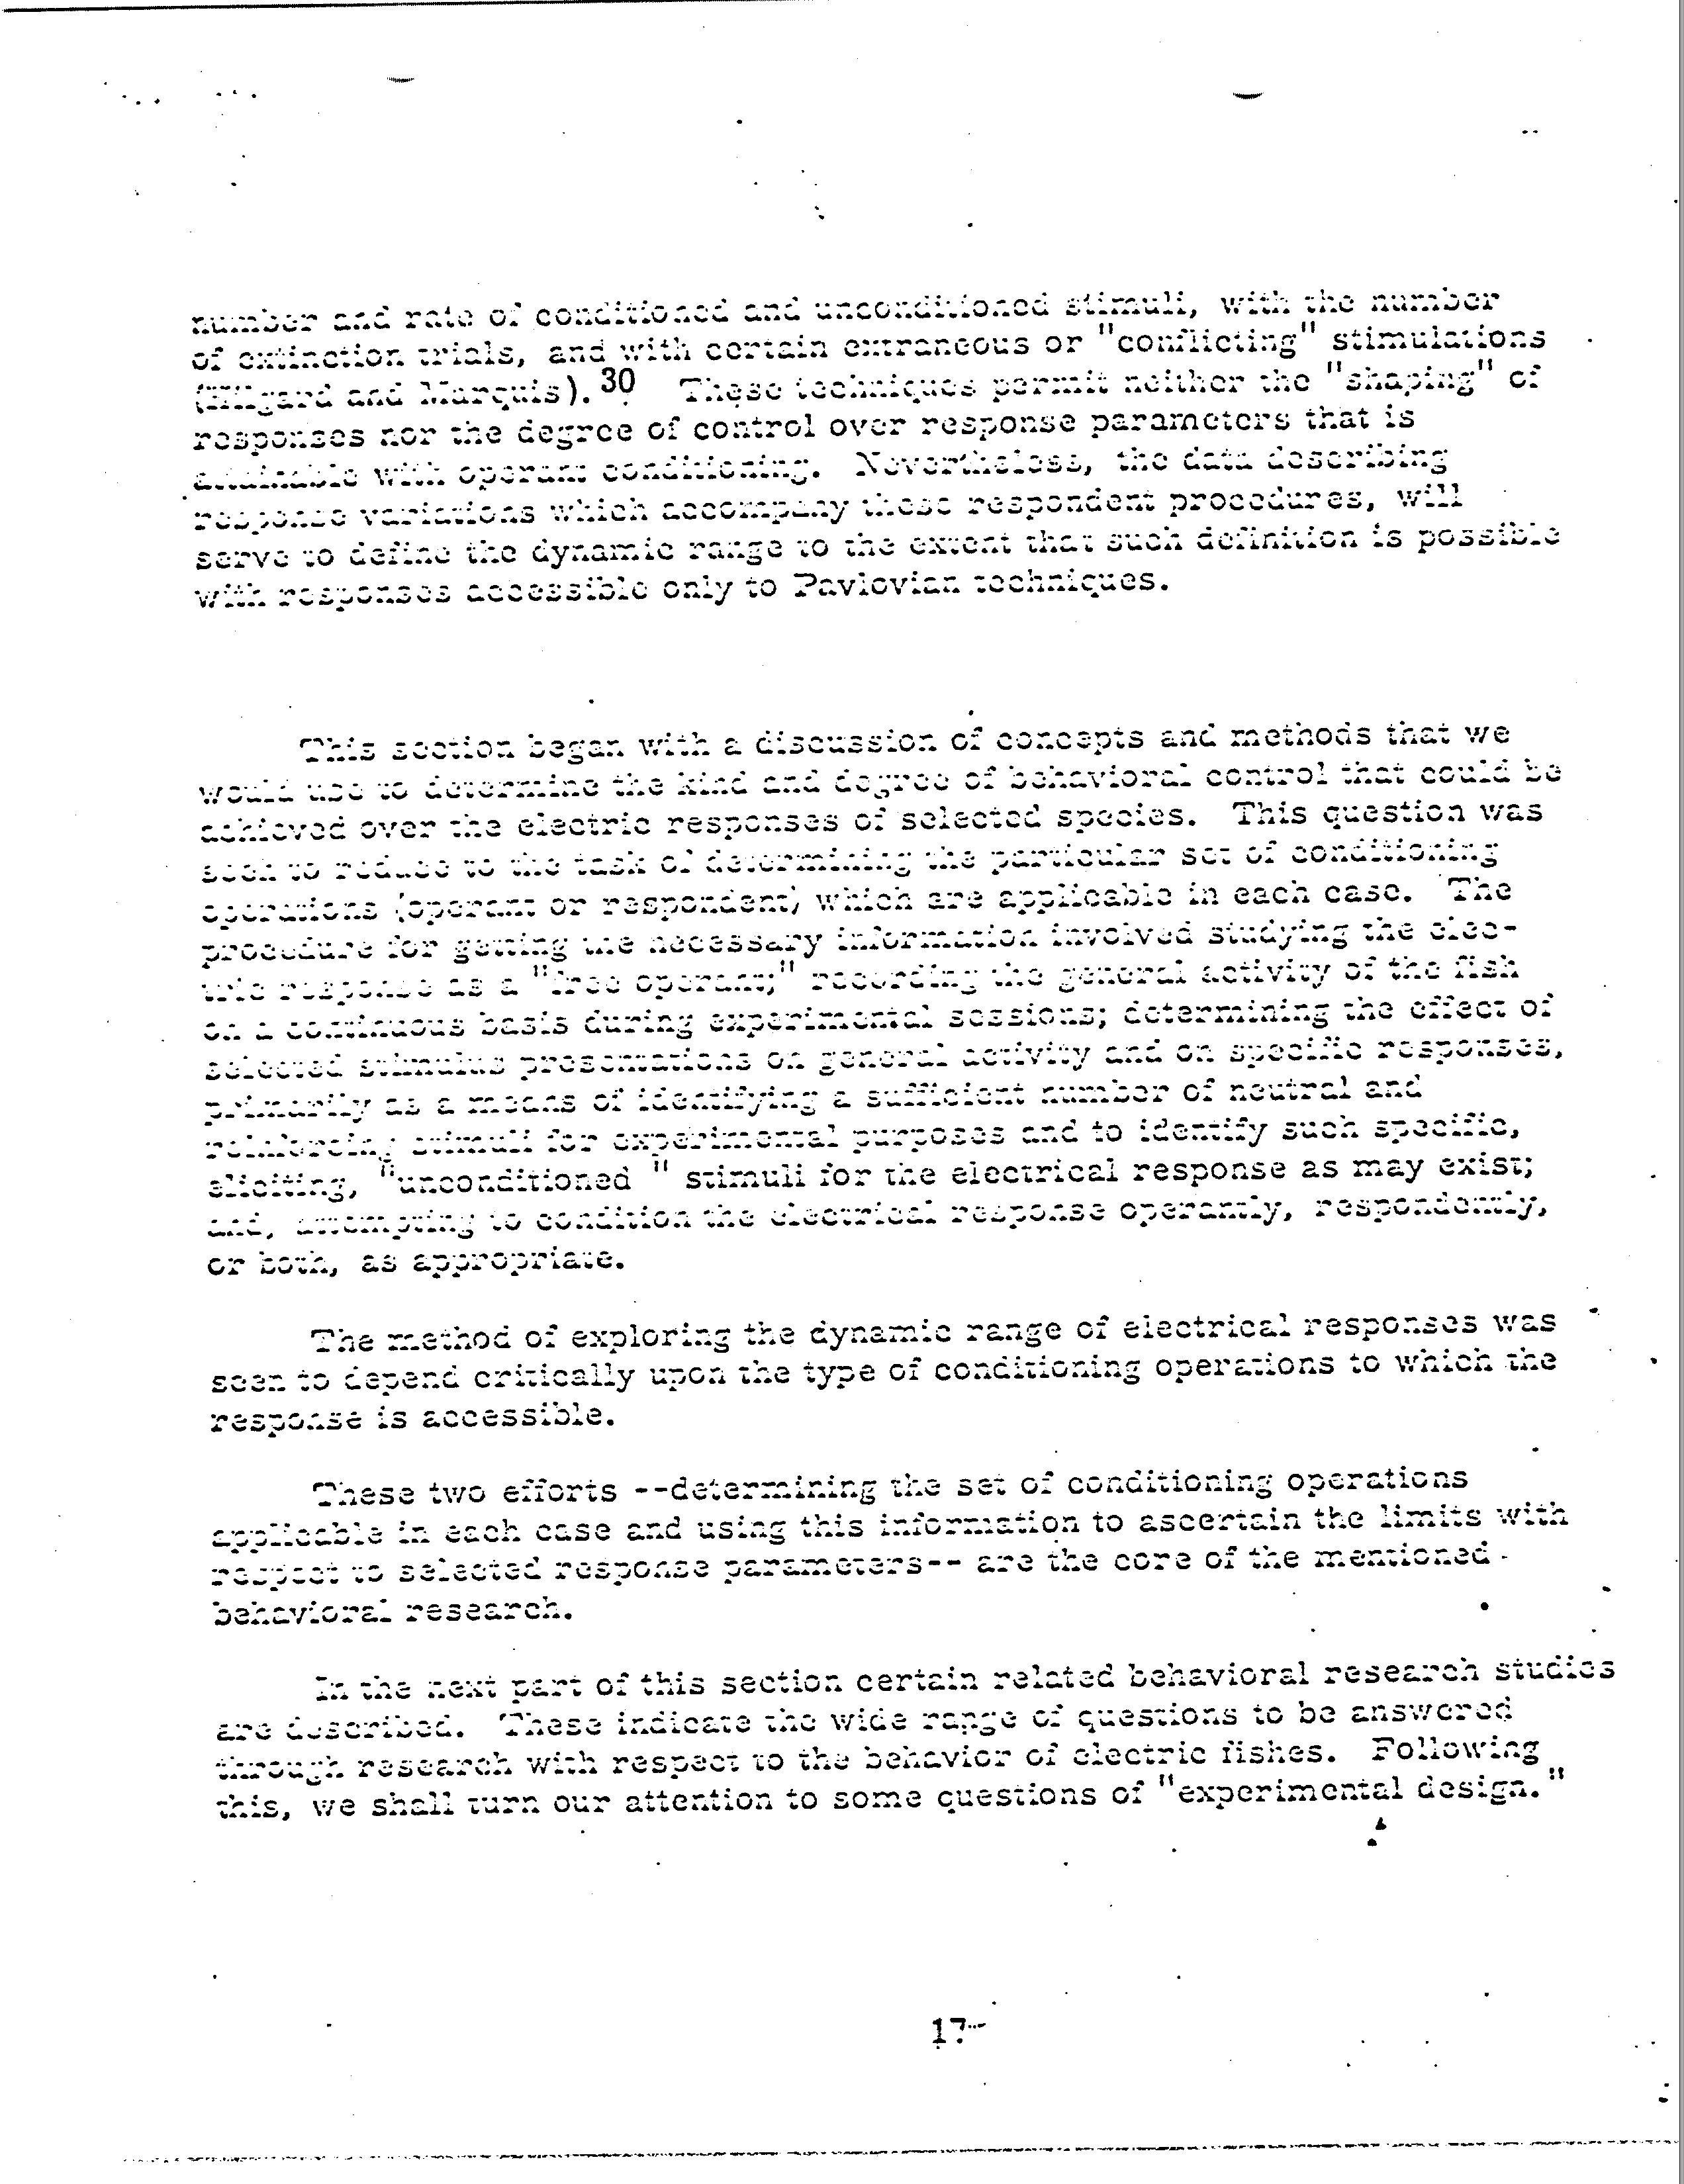 number and rate of conditioned and unconditioned stimuli, with the number
of extinction trials, and with certain extraneous or "conflicting" stimulations
(Hilgard and Marquis). 30 These techniques permit neither the "shaping" of
responses nor the degree of control over response parameters that is
attainable with operant conditioning. Nevertheless, the data describing
response variations which accompany these respondent procedures, will
serve to define the dynamic range to the extent that such definition is possible
with responses accessible only to Pavlovian techniques.
This section began with a discussion of concepts and methods that we
would use to determine the kind and degree of behavioral control that could be
achieved over the electric responses of selected species. This question was
seen to reduce to the task of determining the particular set of conditioning
operations (operant or respondent) which are applicable in each case. The
procedure for getting the necessary information involved studying the elec-
tric response as a "free operant;" recording the general activity of the fish
on a continuous basis during experimental sessions; determining the effect of
selected stimulus presentations on general activity and on specific responses,
primarily as a means of identifying a sufficient number of neutral and
reinforcing stimuli for experimental purposes and to identify such specific,
eliciting, "unconditioned " stimuli for the electrical response as may exist;
and, attempting to condition the electrical response operantly, respondently,
or both, as appropriate.
The method of exploring the dynamic range of electrical responses was
seen to depend critically upon the type of conditioning operations to which the
response is accessible.
These two efforts --determining the set of conditioning operations
applicable in each case and using this information to ascertain the limits with
respect to selected response parameters-- are the core of the mentioned
behavioral research.
In the next part of this section certain related behavioral research studies
are described. These indicate the wide range of questions to be answered
through research with respect to the behavior of electric fishes. Following
this, we shall turn our attention to some questions of "experimental design."
17